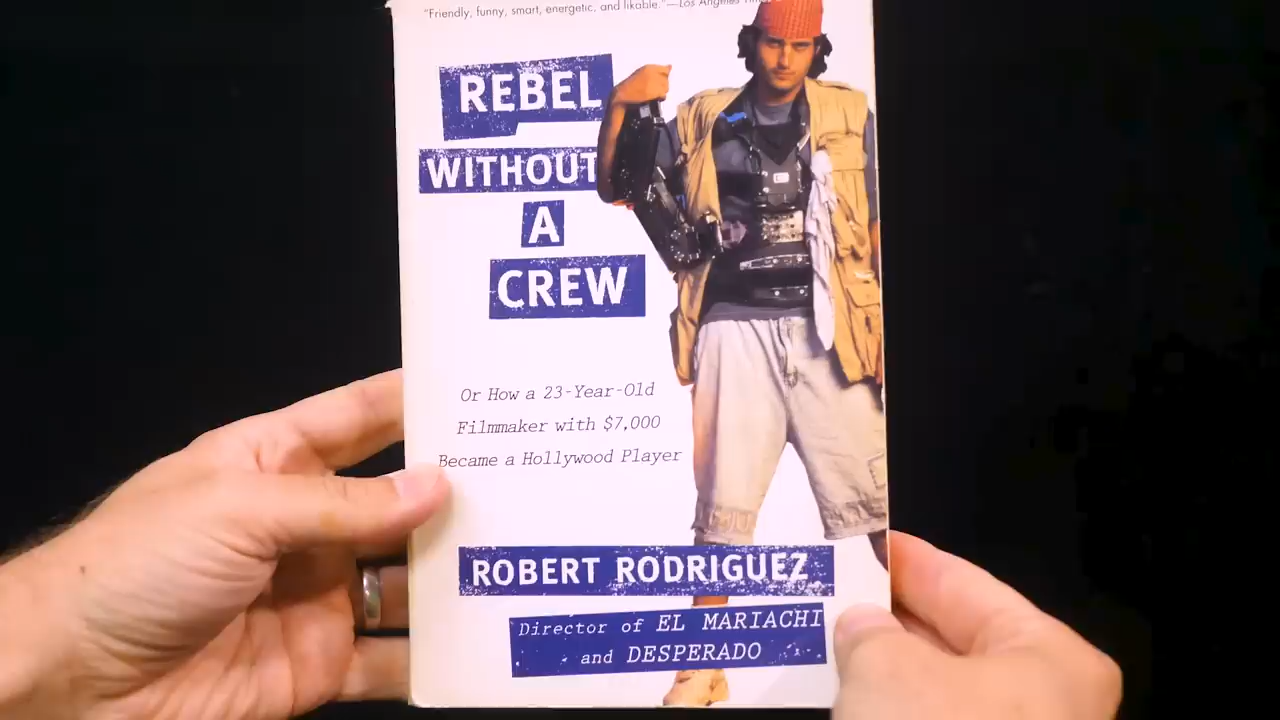 "Friendly, funny, smart, energetic, and likable."—Los Angeles Times
REBEL
WITHOUT
A
CREW
Or How a 23-Year-Old
Filmmaker with $7,000
Became a Hollywood Player
ROBERT RODRIGUEZ
Director of EL MARIACHI
and DESPERADO